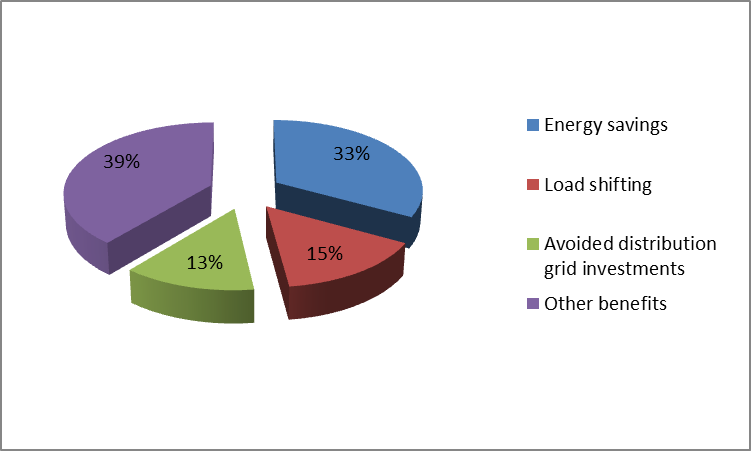 39%
33%
15%
13%
Energy savings
Load shifting
Avoided distribution
grid investments
Other benefits